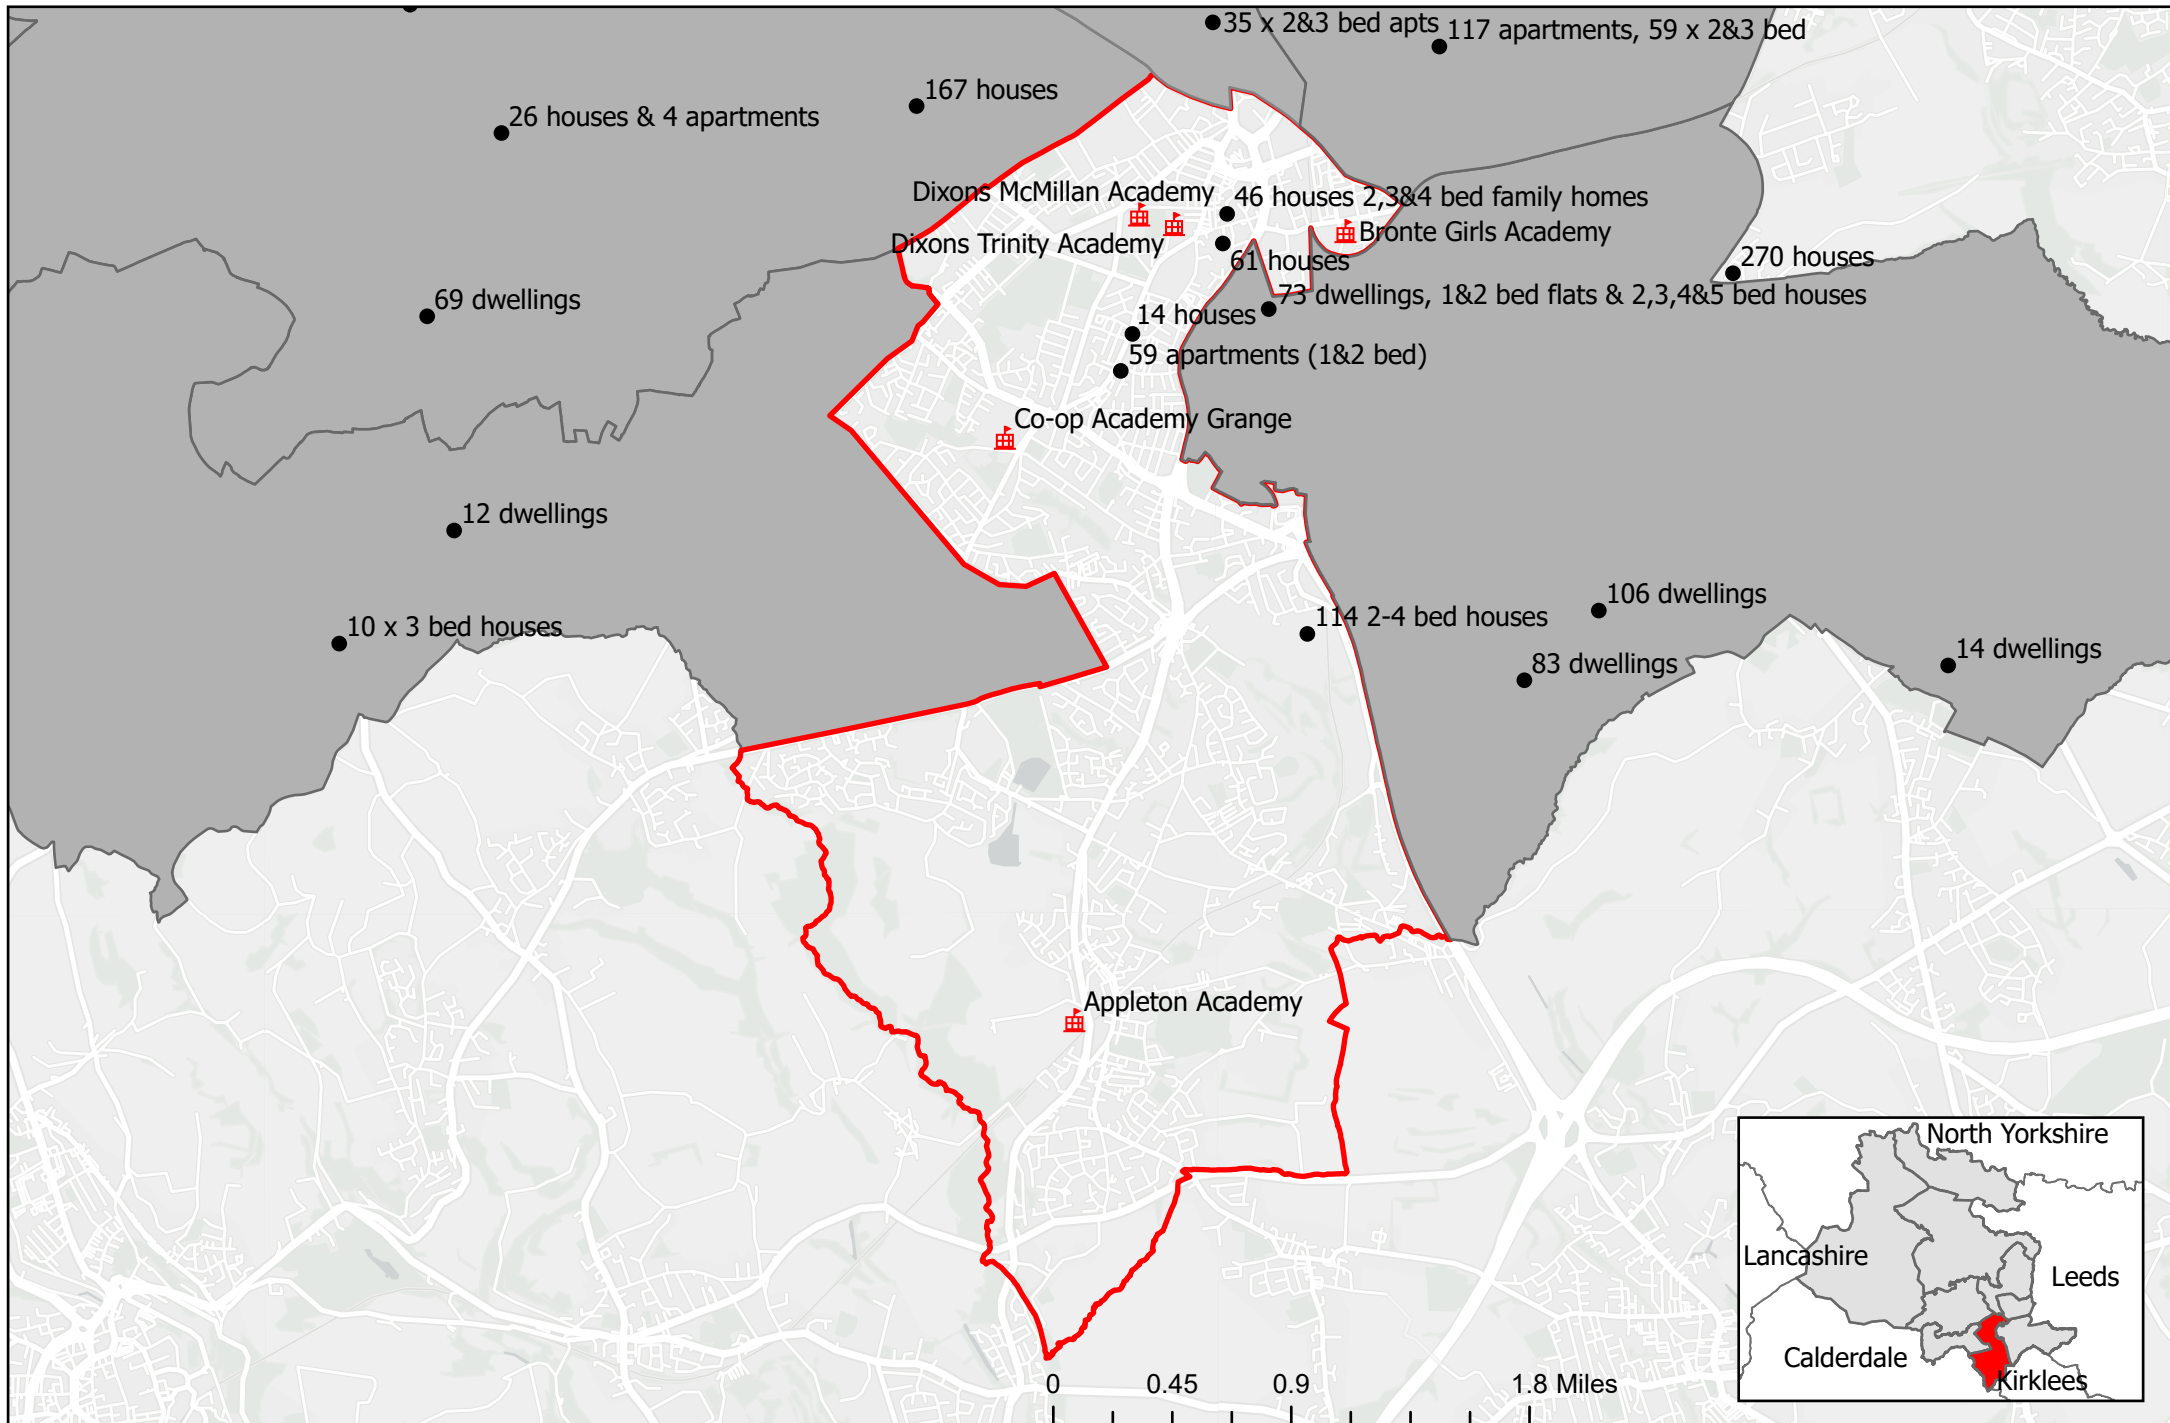 35 x 2&3 bed apts
117 apartments, 59 x 2&3 bed
167 houses
26 houses & 4 apartments
Dixons McMillan Academy
46 houses 2,3&4 bed family homes
Bronte Girls Academy
Dixons Trinity Academy
61 houses
270 houses
69 dwellings
73 dwellings, 1&2 bed flats & 2,3,4&5 bed houses
14 houses
59 apartments (1&2 bed)
Co-op Academy Grange
12 dwellings
106 dwellings
10 x 3 bed houses
114 2-4 bed houses
83 dwellings
14 dwellings
Appleton Academy
North Yorkshire
Lancashire
Leeds
Calderdale
Kirklees
0 0.45 0.9 1.8 Miles